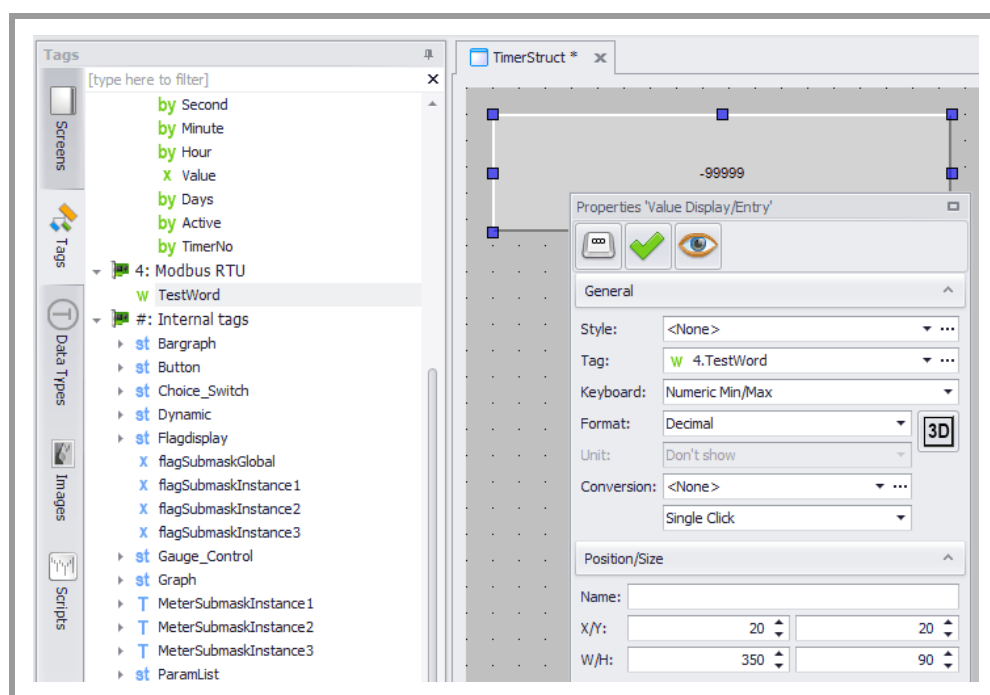 Tags
[type here to filter]
by Second
by Minute
by Hour
X Value
by Days
by Active
by TimerNo
4: Modbus RTU
W TestWord
#: Internal tags
st Bargraph
st Button
st Choice_Switch
st Dynamic
st Flagdisplay
X flagSubmaskGlobal
X flagSubmaskInstance1
X flagSubmaskInstance2
X flagSubmaskInstance3
st Gauge_Control
st Graph
T MeterSubmaskInstance1
T MeterSubmaskInstance2
T MeterSubmaskInstance3
st ParamList
Screens
Tags
T Data Types
Images
Scripts
TimerStruct *
-99999
Properties 'Value Display/Entry'
General
Style: <None>
Tag: W 4.TestWord
Keyboard: Numeric Min/Max
Format: Decimal
3D
Unit: Don't show
Conversion: <None>
Single Click
Position/Size
Name:
X/Y: 20 20
W/H: 350 90